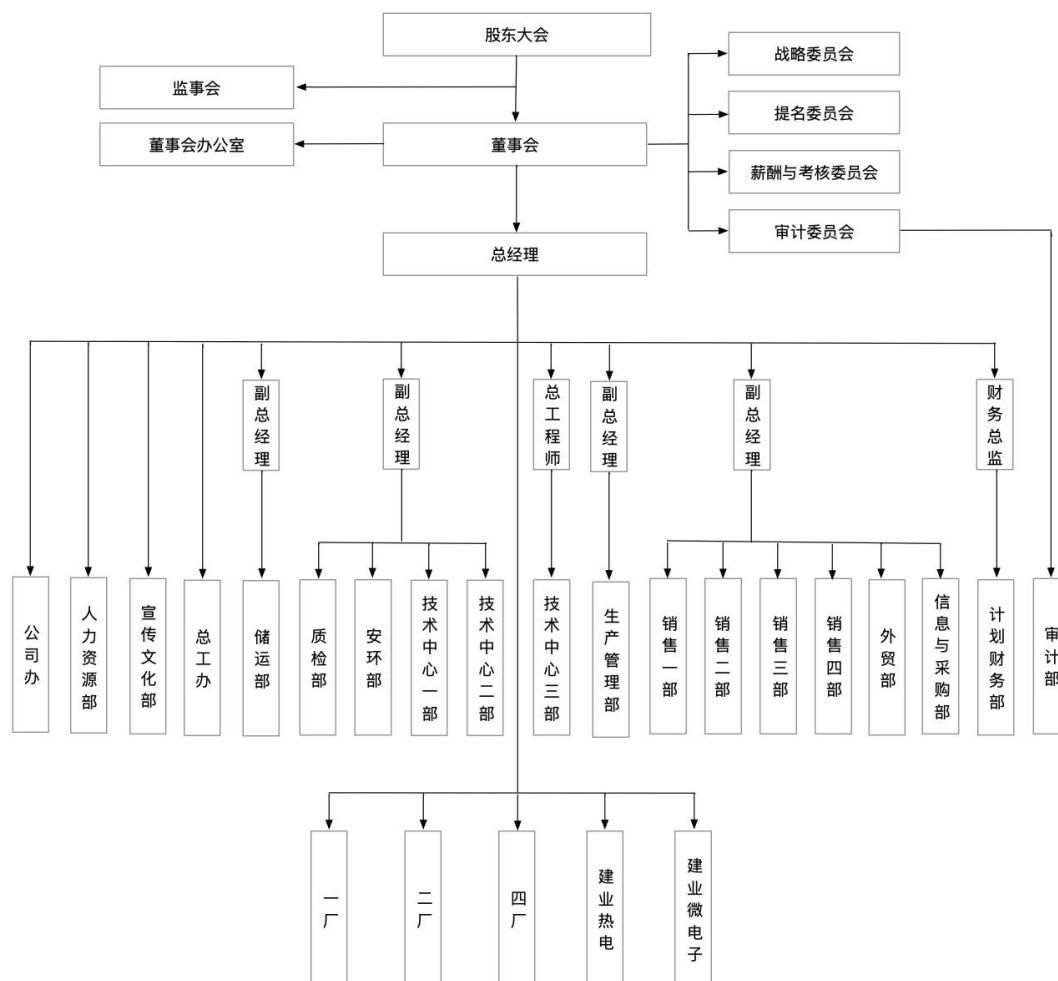 股东大会
战略委员会
监事会
提名委员会
董事会办公室
董事会
薪酬与考核委员会
审计委员会
总经理
副总经理
副总经理
总工程师
副总经理
副总经理
财务总监
公司办
人力资源部
宣传文化部
总工办
储运部
质检部
安环部
技术中心一部
技术中心二部
技术中心三部
生产管理部
销售一部
销售二部
销售三部
销售四部
外贸部
信息与采购部
计划财务部
审计部
一厂
二厂
四厂
建业热电
建业微电子